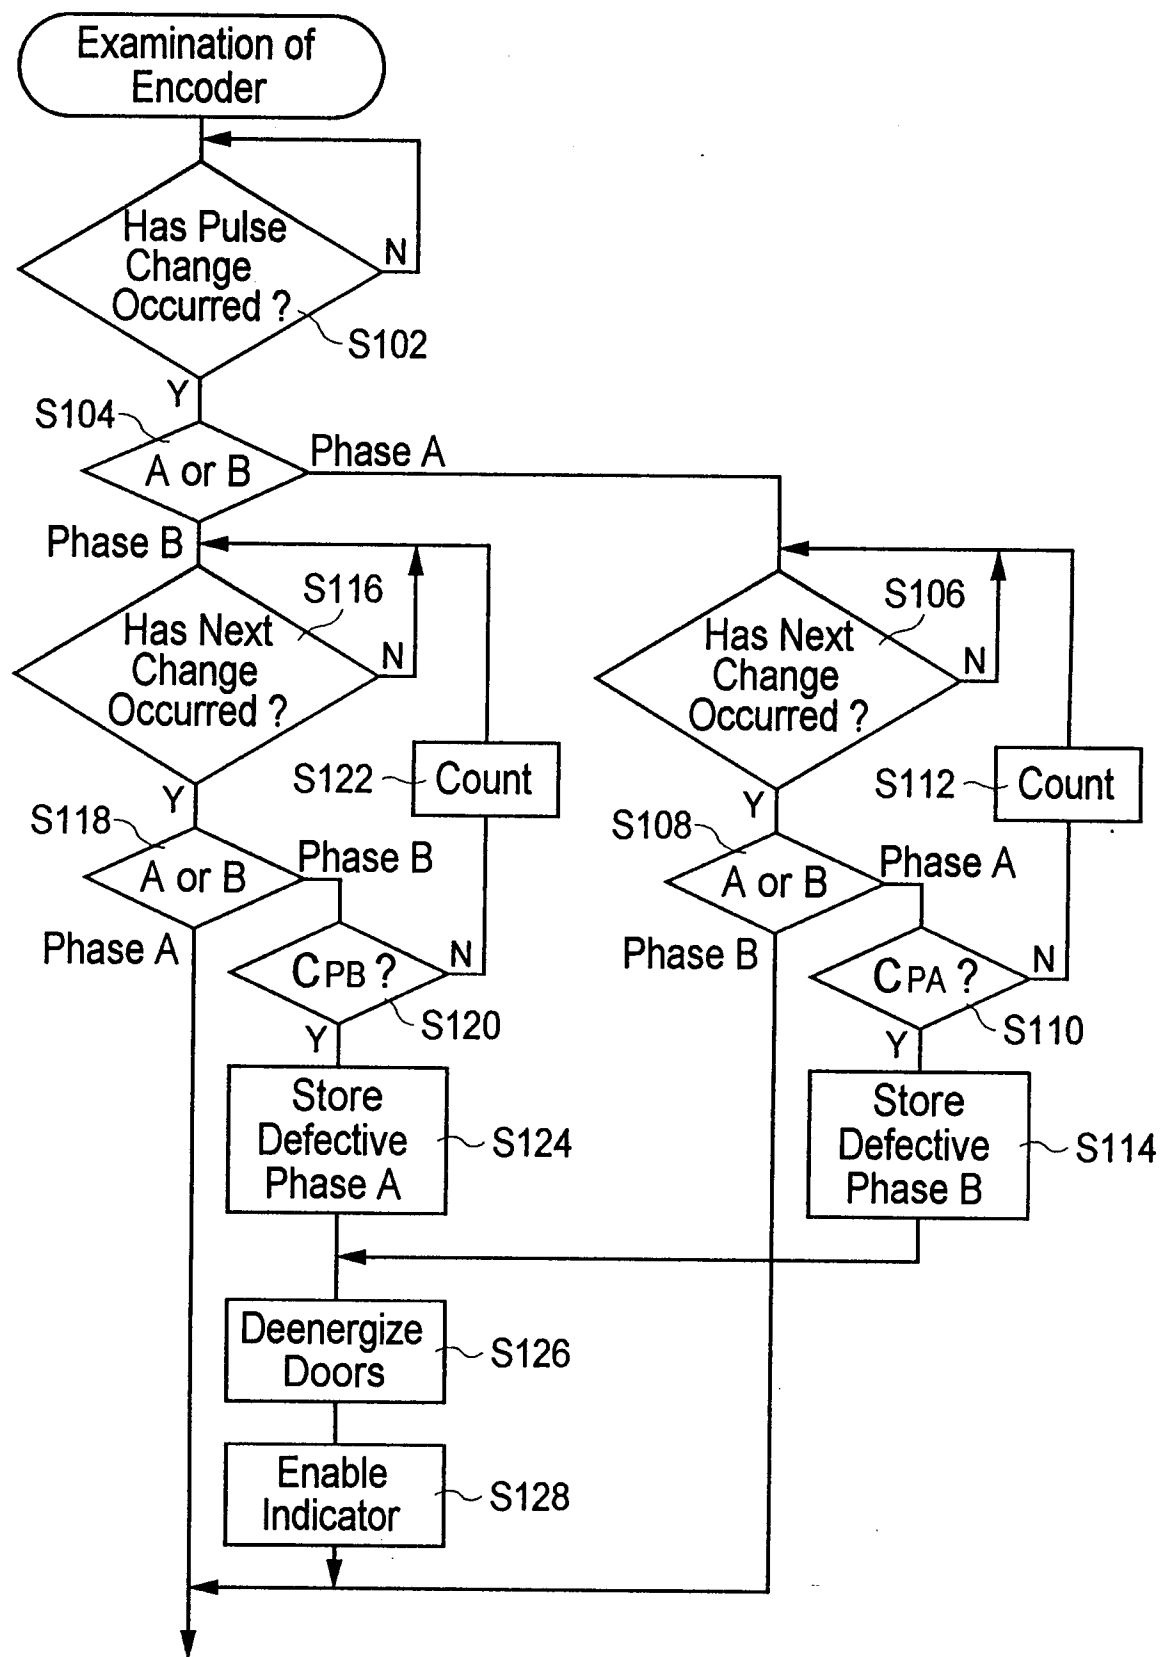 Examination of
Encoder
Has Pulse
Change
Occurred ?
N
S102
Y
S104
A or B
Phase A
Phase B
S116
Has Next
Change
Occurred ?
N
S106
Has Next
Change
Occurred ?
N
S122
Count
S112
Count
Y
Y
S118
A or B
Phase B
S108
A or B
Phase A
Phase A
CPB ?
N
S120
Y
Phase B
CPA ?
N
S110
Y
Store
Defective
Phase A
S124
Store
Defective
Phase B
S114
Deenergize
Doors
S126
Enable
Indicator
S128